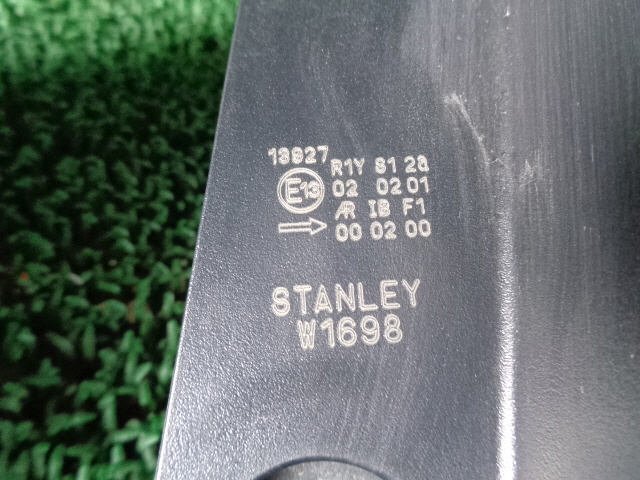 13927
R1Y S1 2a
E13 02 02 01
AR IB F1
→ 00 02 00
STANLEY
W1698